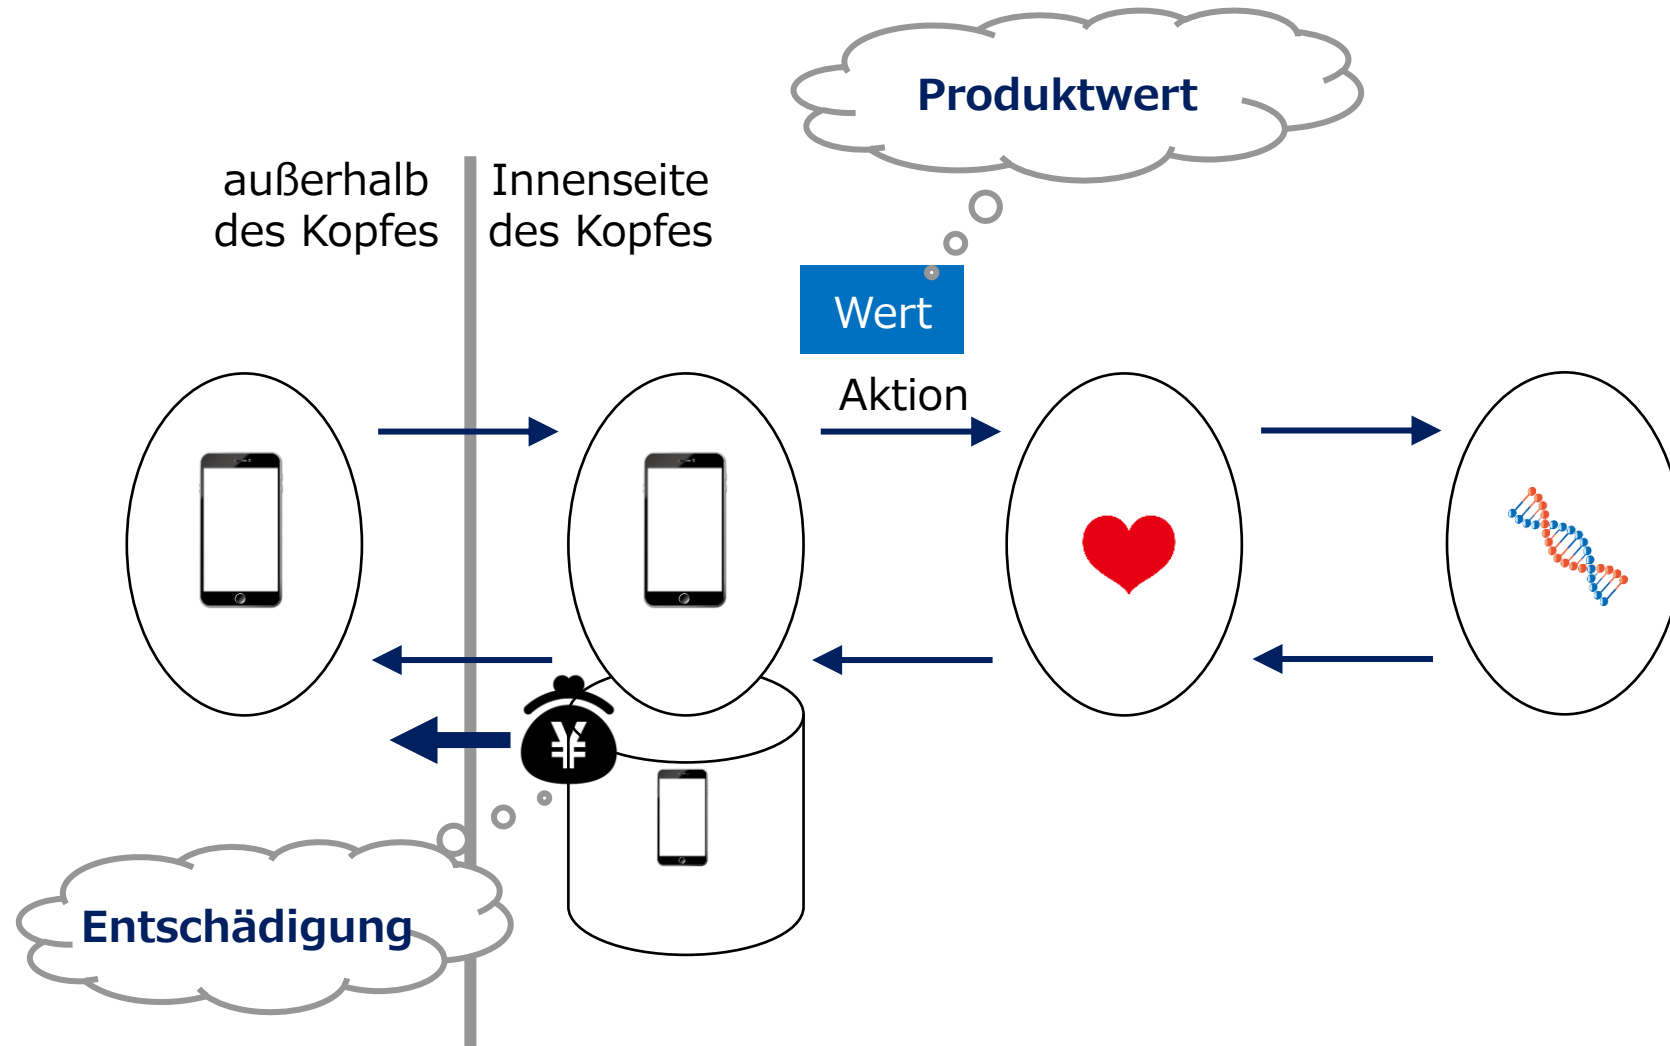 Produktwert
außerhalb
des Kopfes
Innenseite
des Kopfes
Wert
Aktion
¥
Entschädigung